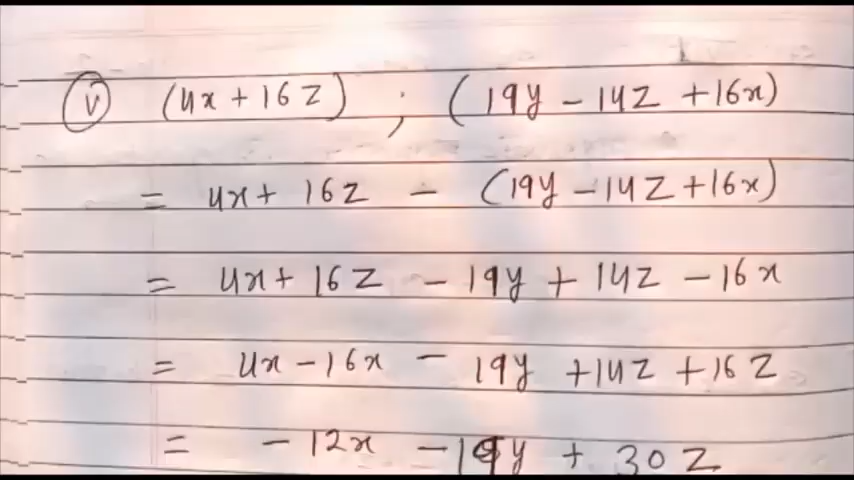 (v) (4x + 16z) ; (19y - 14z + 16x)
= 4x + 16z - (19y - 14z + 16x)
= 4x + 16z - 19y + 14z - 16x
= 4x - 16x - 19y + 14z + 16z
= - 12x - 19y + 30z